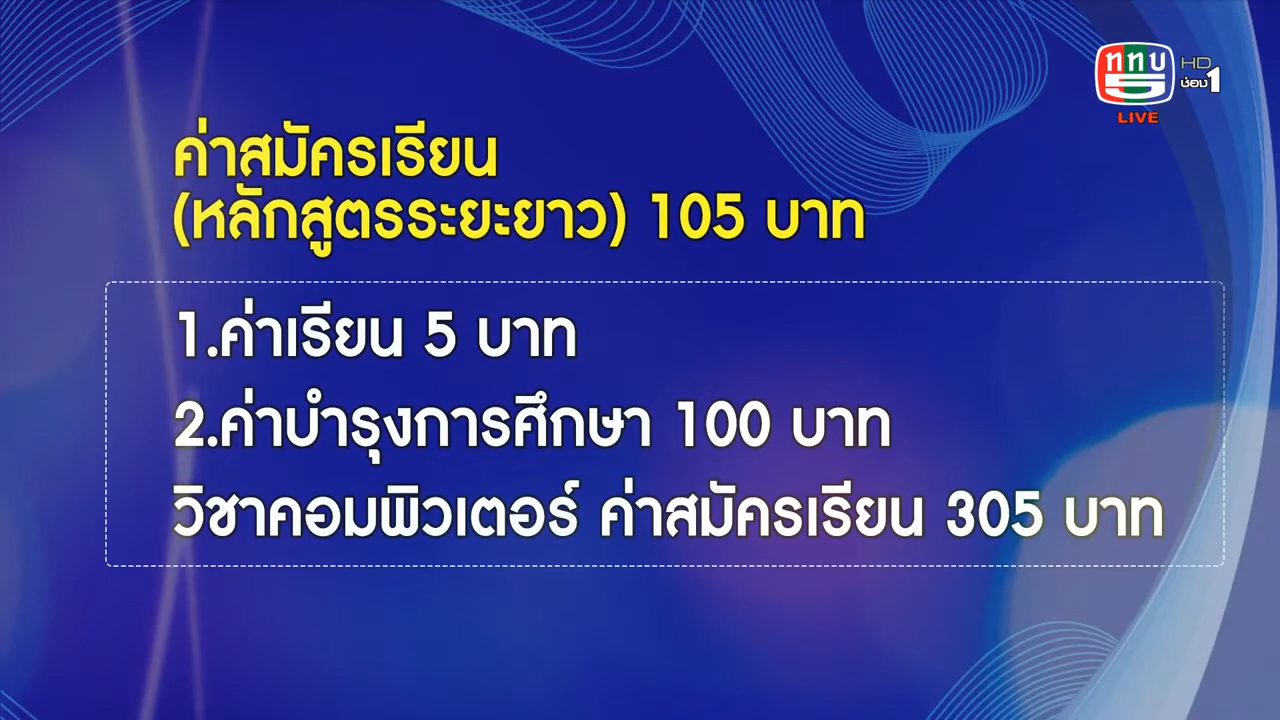 ททบ
5
HD
ช่อง1
LIVE
ค่าสมัครเรียน
(หลักสูตรระยะยาว) 105 บาท
1.ค่าเรียน 5 บาท
2.ค่าบำรุงการศึกษา 100 บาท
วิชาคอมพิวเตอร์ ค่าสมัครเรียน 305 บาท